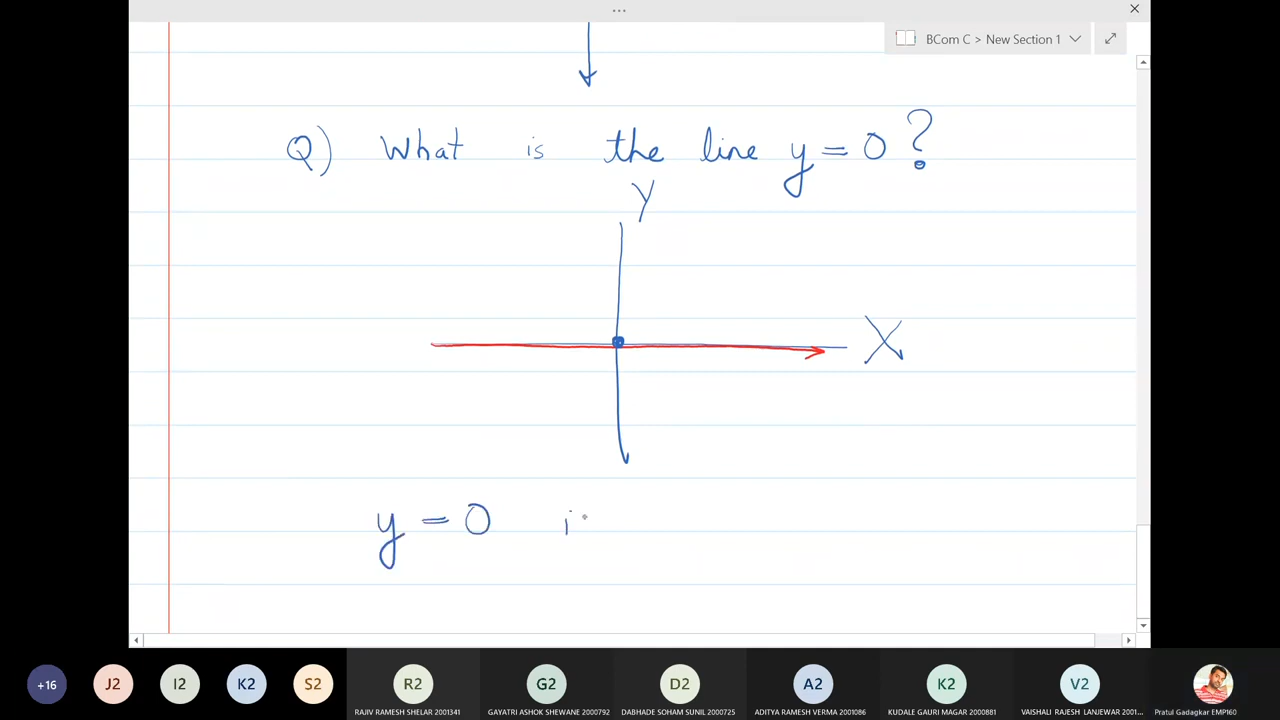 BCom C > New Section 1
Q) What is the line y = 0 ?
Y
X
y = 0 i
+16 J2 I2 K2 S2 R2 G2 D2 A2 K2 V2
RAJIV RAMESH SHELAR 2001341 GAYATRI ASHOK SHEWANE 2000792 DABHADE SOHAM SUNIL 2000725 ADITYA RAMESH VERMA 2001086 KUDALE GAURI MAGAR 2000881 VAISHALI RAJESH LANJEWAR 2001... Pratul Gadagkar EMP160